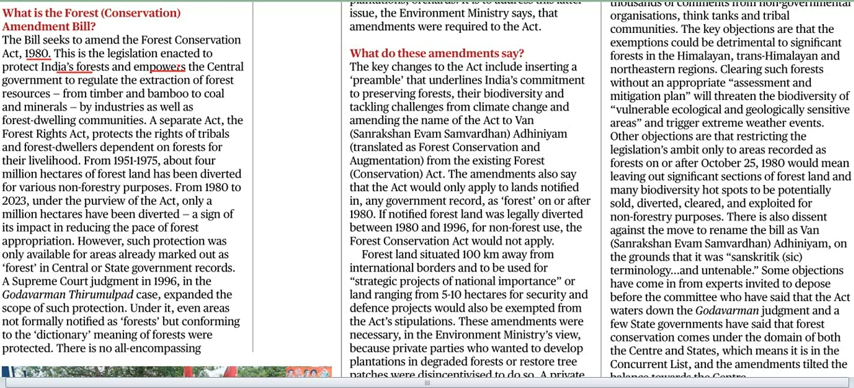 What is the Forest (Conservation)
Amendment Bill?
The Bill seeks to amend the Forest Conservation
Act, 1980. This is the legislation enacted to
protect India's forests and empowers the Central
government to regulate the extraction of forest
resources — from timber and bamboo to coal
and minerals — by industries as well as
forest-dwelling communities. A separate Act, the
Forest Rights Act, protects the rights of tribals
and forest-dwellers dependent on forests for
their livelihood. From 1951-1975, about four
million hectares of forest land has been diverted
for various non-forestry purposes. From 1980 to
2023, under the purview of the Act, only a
million hectares have been diverted — a sign of
its impact in reducing the pace of forest
appropriation. However, such protection was
only available for areas already marked out as
'forest' in Central or State government records.
A Supreme Court judgment in 1996, in the
Godavarman Thirumulpad case, expanded the
scope of such protection. Under it, even areas
not formally notified as 'forests' but conforming
to the 'dictionary' meaning of forests were
protected. There is no all-encompassing
plantations, orchards. It is to address this latter
issue, the Environment Ministry says, that
amendments were required to the Act.
What do these amendments say?
The key changes to the Act include inserting a
'preamble' that underlines India's commitment
to preserving forests, their biodiversity and
tackling challenges from climate change and
amending the name of the Act to Van
(Sanrakshan Evam Samvardhan) Adhiniyam
(translated as Forest Conservation and
Augmentation) from the existing Forest
(Conservation) Act. The amendments also say
that the Act would only apply to lands notified
in, any government record, as 'forest' on or after
1980. If notified forest land was legally diverted
between 1980 and 1996, for non-forest use, the
Forest Conservation Act would not apply.
Forest land situated 100 km away from
international borders and to be used for
"strategic projects of national importance" or
land ranging from 5-10 hectares for security and
defence projects would also be exempted from
the Act's stipulations. These amendments were
necessary, in the Environment Ministry's view,
because private parties who wanted to develop
plantations in degraded forests or restore tree
patches were disincentivised to do so. A private
thousands of comments from non-governmental
organisations, think tanks and tribal
communities. The key objections are that the
exemptions could be detrimental to significant
forests in the Himalayan, trans-Himalayan and
northeastern regions. Clearing such forests
without an appropriate "assessment and
mitigation plan" will threaten the biodiversity of
"vulnerable ecological and geologically sensitive
areas" and trigger extreme weather events.
Other objections are that restricting the
legislation's ambit only to areas recorded as
forests on or after October 25, 1980 would mean
leaving out significant sections of forest land and
many biodiversity hot spots to be potentially
sold, diverted, cleared, and exploited for
non-forestry purposes. There is also dissent
against the move to rename the bill as Van
(Sanrakshan Evam Samvardhan) Adhiniyam, on
the grounds that it was "sanskritik (sic)
terminology...and untenable." Some objections
have come in from experts invited to depose
before the committee who have said that the Act
waters down the Godavarman judgment and a
few State governments have said that forest
conservation comes under the domain of both
the Centre and States, which means it is in the
Concurrent List, and the amendments tilted the
balance towards the Centre.